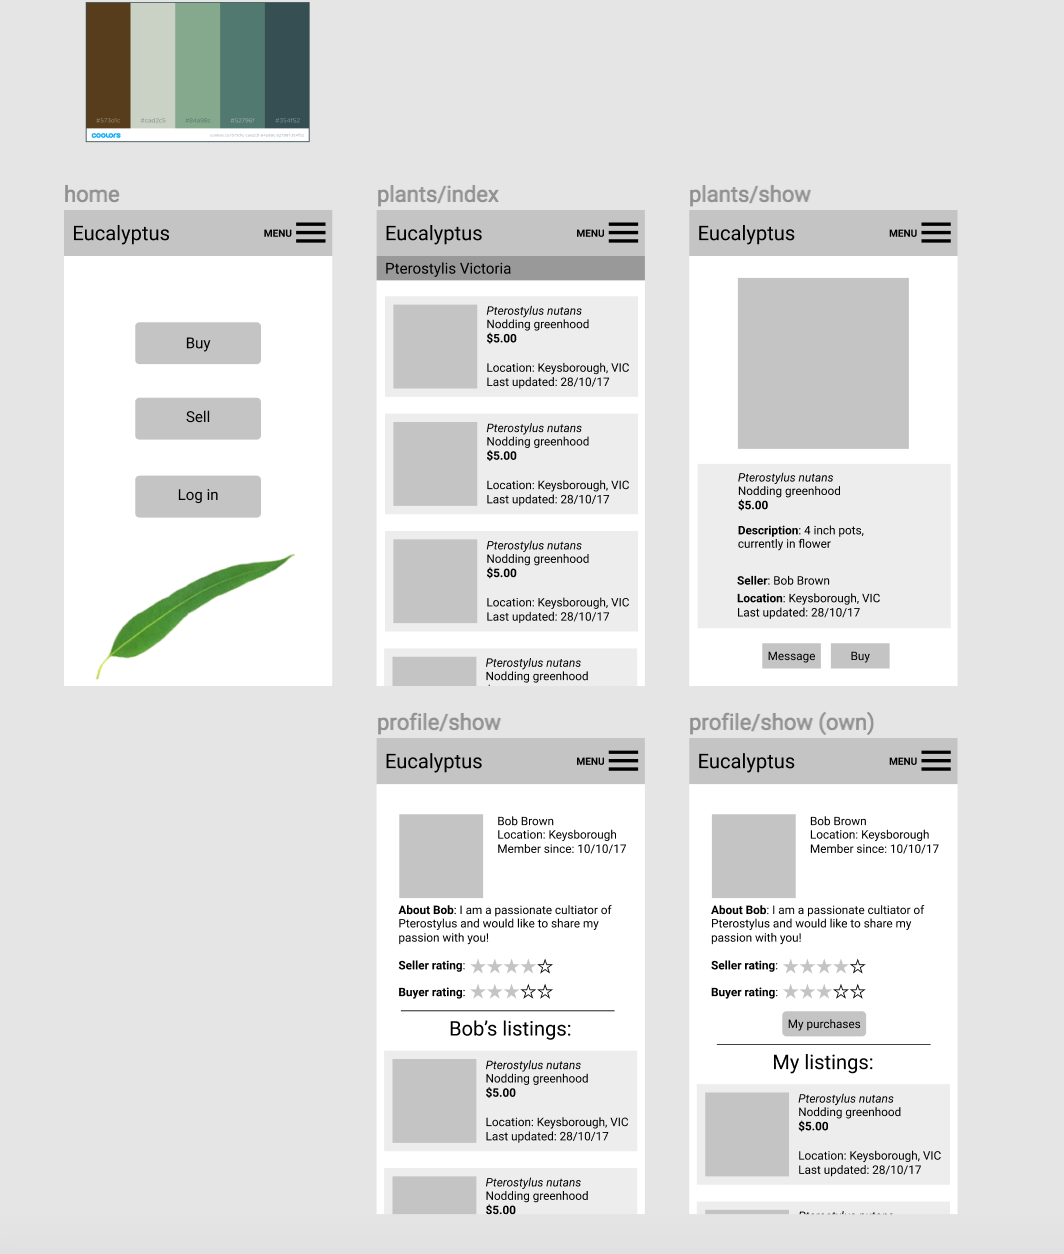 #cad2c5
#52796f
#354f52
coolors
home
Eucalyptus
MENU
Buy
Sell
Log in
plants/index
Eucalyptus
MENU
Pterostylis Victoria
Pterostylus nutans
Nodding greenhood
$5.00
Location: Keysborough, VIC
Last updated: 28/10/17
Pterostylus nutans
Nodding greenhood
$5.00
Location: Keysborough, VIC
Last updated: 28/10/17
Pterostylus nutans
Nodding greenhood
$5.00
Location: Keysborough, VIC
Last updated: 28/10/17
Pterostylus nutans
Nodding greenhood
plants/show
Eucalyptus
MENU
Pterostylus nutans
Nodding greenhood
$5.00
Description: 4 inch pots,
currently in flower
Seller: Bob Brown
Location: Keysborough, VIC
Last updated: 28/10/17
Message
Buy
profile/show
Eucalyptus
MENU
Bob Brown
Location: Keysborough
Member since: 10/10/17
About Bob: I am a passionate cultiator of
Pterostylus and would like to share my
passion with you!
Seller rating:
Buyer rating:
Bob’s listings:
Pterostylus nutans
Nodding greenhood
$5.00
Location: Keysborough, VIC
Last updated: 28/10/17
Pterostylus nutans
Nodding greenhood
$5.00
profile/show (own)
Eucalyptus
MENU
Bob Brown
Location: Keysborough
Member since: 10/10/17
About Bob: I am a passionate cultiator of
Pterostylus and would like to share my
passion with you!
Seller rating:
Buyer rating:
My purchases
My listings:
Pterostylus nutans
Nodding greenhood
$5.00
Location: Keysborough, VIC
Last updated: 28/10/17
Pterostylus nutans